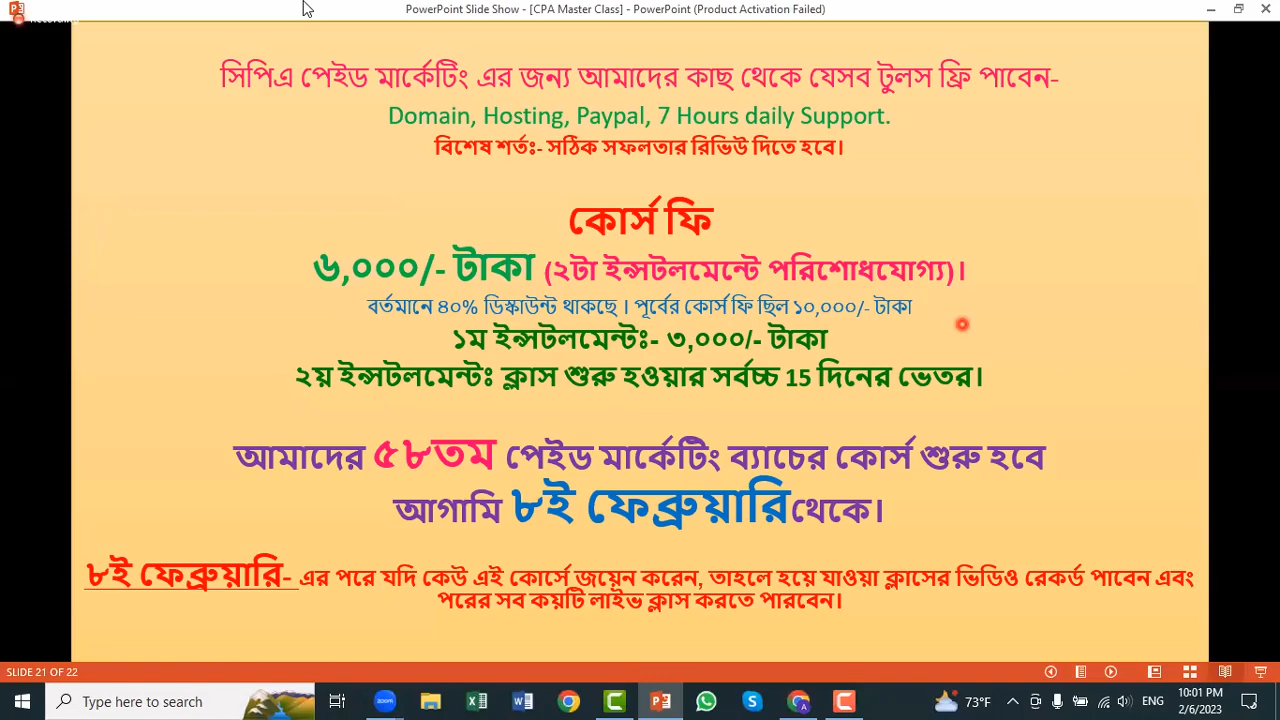 PowerPoint Slide Show - [CPA Master Class] - PowerPoint (Product Activation Failed)
সিপিএ পেইড মার্কেটিং এর জন্য আমাদের কাছ থেকে যেসব টুলস ফ্রি পাবেন-
Domain, Hosting, Paypal, 7 Hours daily Support.
বিশেষ শর্তঃ- সঠিক সফলতার রিভিউ দিতে হবে।
কোর্স ফি
৬,০০০/- টাকা (২টা ইন্সটলমেন্টে পরিশোধযোগ্য)।
বর্তমানে ৪০% ডিস্কাউন্ট থাকছে । পূর্বের কোর্স ফি ছিল ১০,০০০/- টাকা
১ম ইন্সটলমেন্টঃ- ৩,০০০/- টাকা
২য় ইন্সটলমেন্টঃ ক্লাস শুরু হওয়ার সর্বচ্চ 15 দিনের ভেতর।
আমাদের ৫৮তম পেইড মার্কেটিং ব্যাচের কোর্স শুরু হবে
আগামি ৮ই ফেব্রুয়ারি থেকে।
৮ই ফেব্রুয়ারি- এর পরে যদি কেউ এই কোর্সে জয়েন করেন, তাহলে হয়ে যাওয়া ক্লাসের ভিডিও রেকর্ড পাবেন এবং
পরের সব কয়টি লাইভ ক্লাস করতে পারবেন।
SLIDE 21 OF 22
Type here to search
zoom
73°F
ENG
10:01 PM
2/6/2023